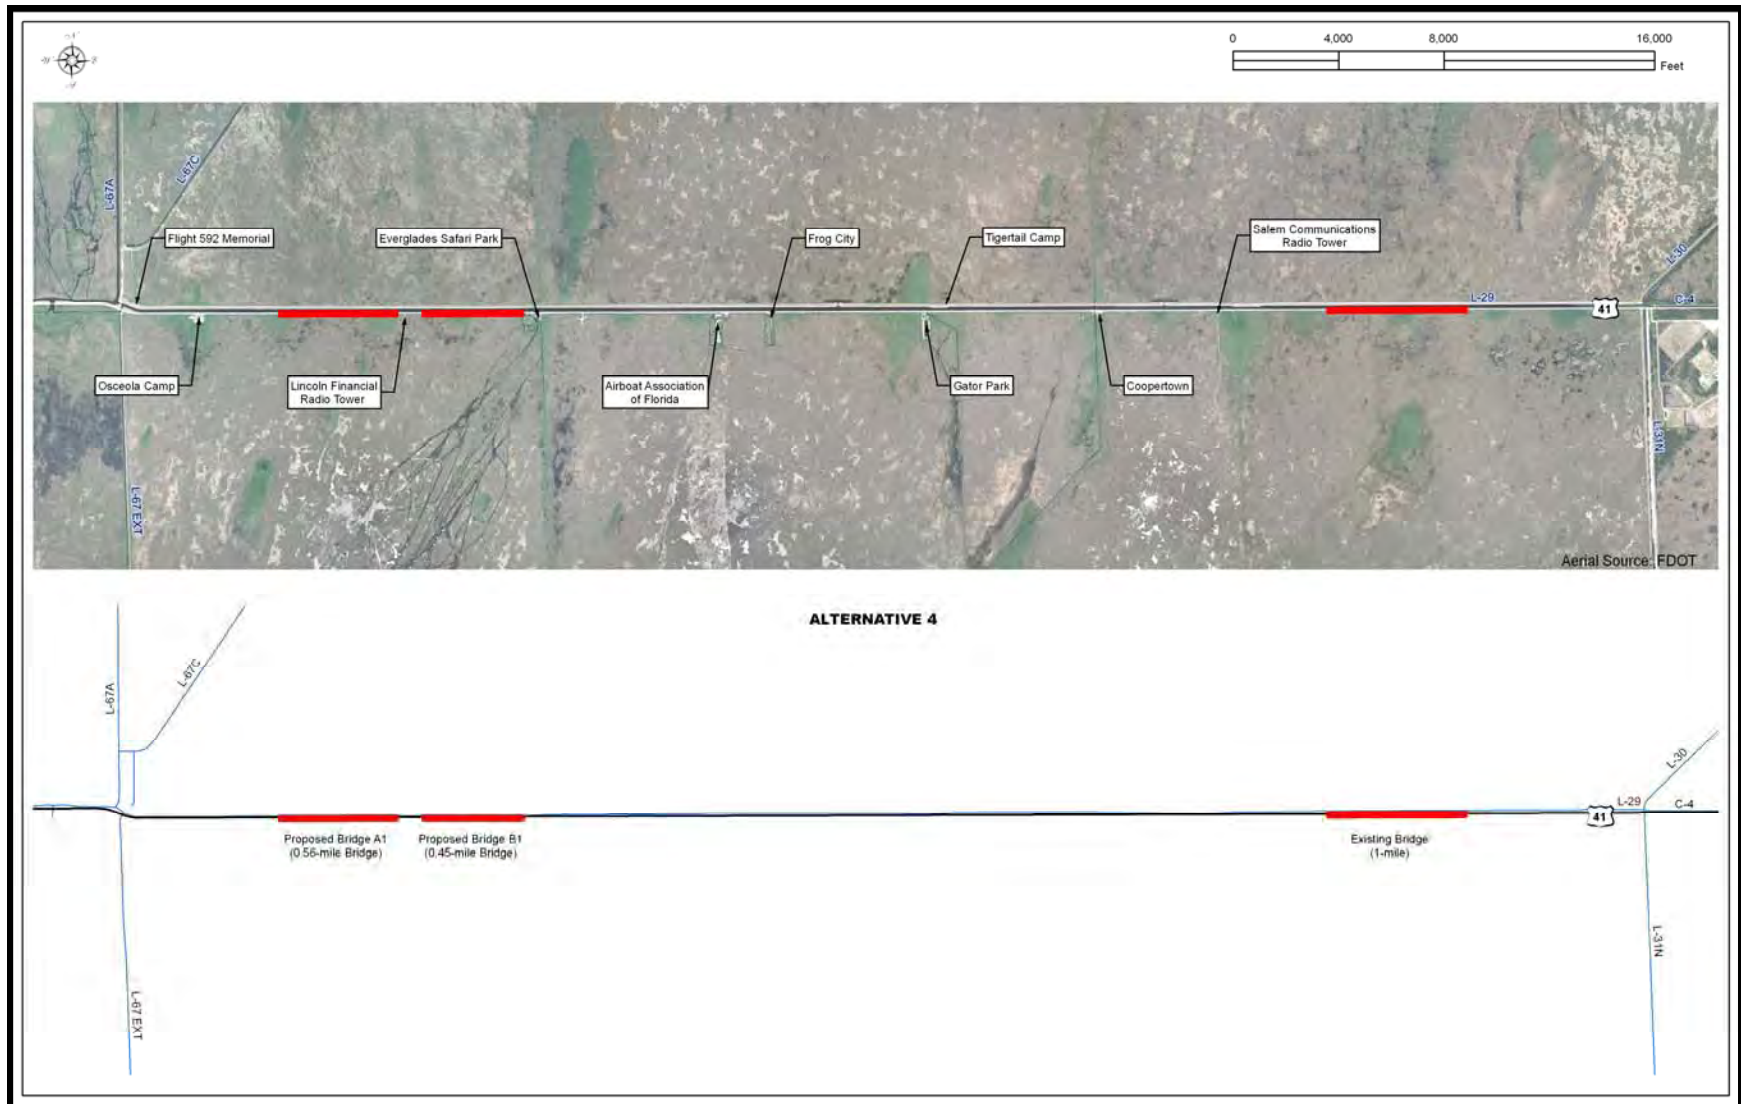 0 4,000 8,000 16,000
Feet
L-67A
L-67C
Flight 592 Memorial
Everglades Safari Park
Frog City
Tigertail Camp
Salem Communications
Radio Tower
L-30
L-29
C-4
41
Osceola Camp
Lincoln Financial
Radio Tower
Airboat Association
of Florida
Gator Park
Coopertown
L-31N
L-67 EXT
Aerial Source: FDOT
ALTERNATIVE 4
L-67A
L-67C
L-30
L-29
C-4
41
Proposed Bridge A1
(0.56-mile Bridge)
Proposed Bridge B1
(0.45-mile Bridge)
Existing Bridge
(1-mile)
L-31N
L-67 EXT